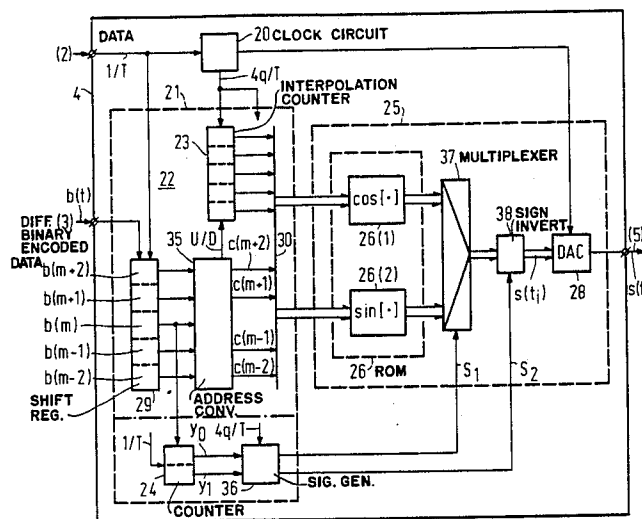 DATA
(2)
1/T
20 CLOCK CIRCUIT
4q/T
4
21
INTERPOLATION
COUNTER
23
22
25
37 MULTIPLEXER
b(t)
DIFF. (3)
BINARY
ENCODED
DATA
U/D
35
c(m+2)
30
c(m+1)
c(m-1)
c(m-2)
cos[·]
26(1)
26(2)
sin[·]
26 ROM
38 SIGN
INVERT
DAC
28
(5)
s(t
s(ti)
b(m+2)
b(m+1)
b(m)
b(m-1)
b(m-2)
SHIFT
REG.
29
ADDRESS
CONV.
S1
S2
1/T
y0
4q/T
y1
24
COUNTER
36
SIG. GEN.